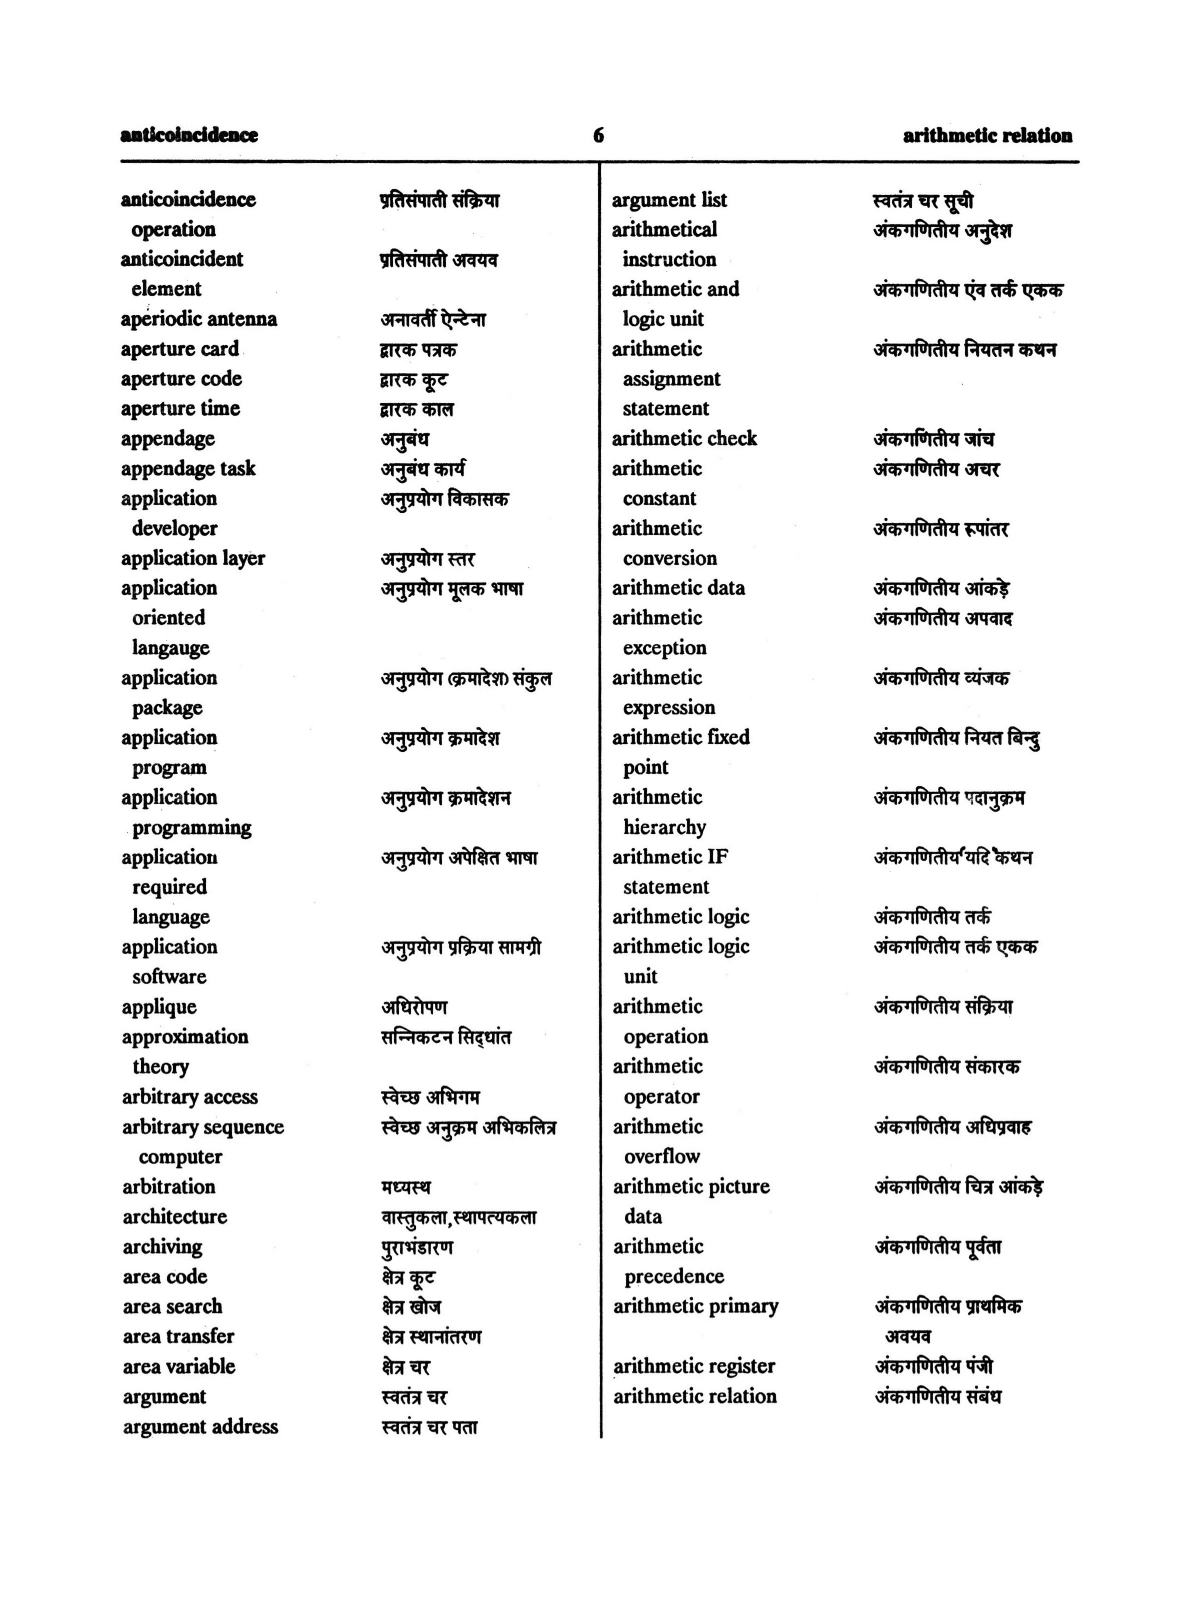 anticoincidence 6 arithmetic relation
anticoincidence प्रतिसंपाती संक्रिया
operation
anticoincident प्रतिसंपाती अवयव
element
aperiodic antenna अनावर्ती ऐन्टेना
aperture card द्वारक पत्रक
aperture code द्वारक कूट
aperture time द्वारक काल
appendage अनुबंध
appendage task अनुबंध कार्य
application अनुप्रयोग विकासक
developer
application layer अनुप्रयोग स्तर
application अनुप्रयोग मूलक भाषा
oriented
langauge
application अनुप्रयोग (क्रमादेश) संकुल
package
application अनुप्रयोग क्रमादेश
program
application अनुप्रयोग क्रमादेशन
programming
application अनुप्रयोग अपेक्षित भाषा
required
language
application अनुप्रयोग प्रक्रिया सामग्री
software
applique अधिरोपण
approximation सन्निकटन सिद्धांत
theory
arbitrary access स्वेच्छ अभिगम
arbitrary sequence स्वेच्छ अनुक्रम अभिकलित्र
computer
arbitration मध्यस्थ
architecture वास्तुकला,स्थापत्यकला
archiving पुराभंडारण
area code क्षेत्र कूट
area search क्षेत्र खोज
area transfer क्षेत्र स्थानांतरण
area variable क्षेत्र चर
argument स्वतंत्र चर
argument address स्वतंत्र चर पता
argument list स्वतंत्र चर सूची
arithmetical अंकगणितीय अनुदेश
instruction
arithmetic and अंकगणितीय एंव तर्क एकक
logic unit
arithmetic अंकगणितीय नियतन कथन
assignment
statement
arithmetic check अंकगणितीय जांच
arithmetic अंकगणितीय अचर
constant
arithmetic अंकगणितीय रूपांतर
conversion
arithmetic data अंकगणितीय आंकड़े
arithmetic अंकगणितीय अपवाद
exception
arithmetic अंकगणितीय व्यंजक
expression
arithmetic fixed अंकगणितीय नियत बिन्दु
point
arithmetic अंकगणितीय पदानुक्रम
hierarchy
arithmetic IF अंकगणितीय "यदि" कथन
statement
arithmetic logic अंकगणितीय तर्क
arithmetic logic अंकगणितीय तर्क एकक
unit
arithmetic अंकगणितीय संक्रिया
operation
arithmetic अंकगणितीय संकारक
operator
arithmetic अंकगणितीय अधिप्रवाह
overflow
arithmetic picture अंकगणितीय चित्र आंकड़े
data
arithmetic अंकगणितीय पूर्वता
precedence
arithmetic primary अंकगणितीय प्राथमिक
अवयव
arithmetic register अंकगणितीय पंजी
arithmetic relation अंकगणितीय संबंध